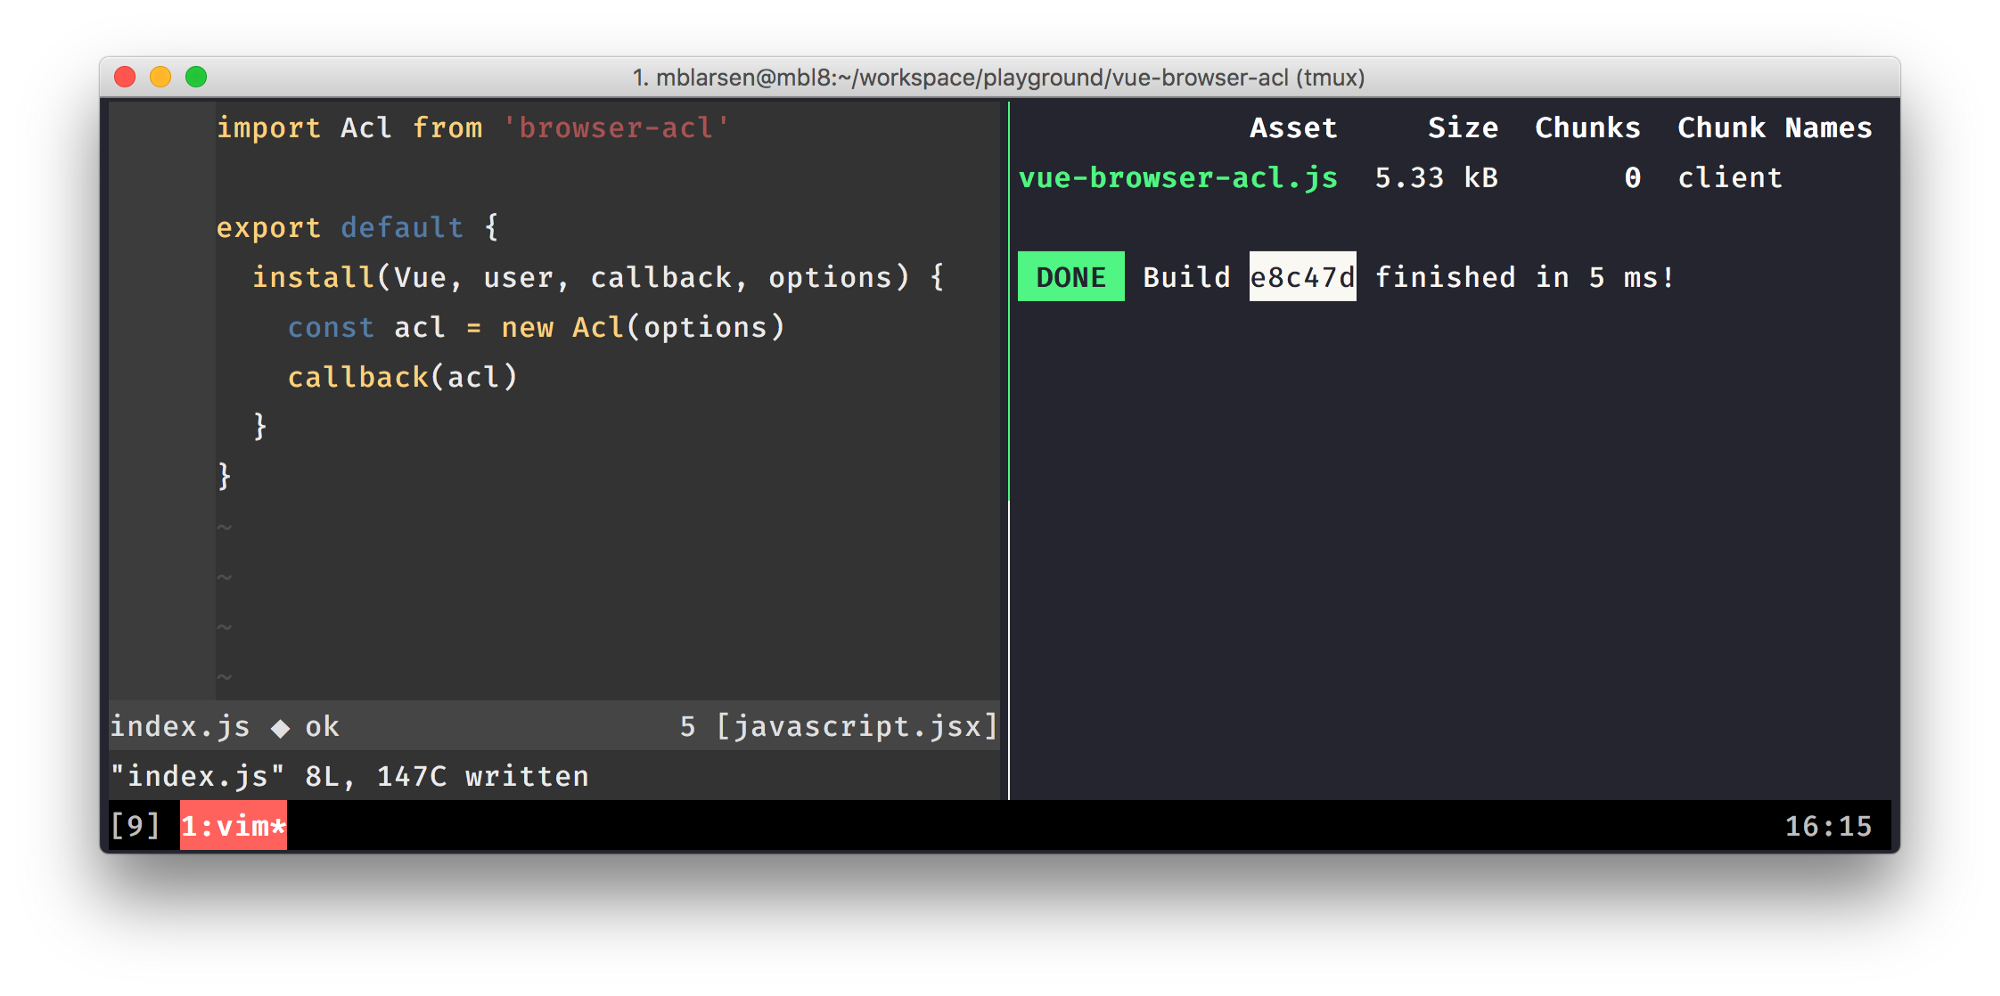 1. mblarsen@mbl8:~/workspace/playground/vue-browser-acl (tmux)
import Acl from 'browser-acl'
export default {
install(Vue, user, callback, options) {
const acl = new Acl(options)
callback(acl)
}
}
~
~
~
~
index.js ◆ ok 5 [javascript.jsx]
"index.js" 8L, 147C written
Asset Size Chunks Chunk Names
vue-browser-acl.js 5.33 kB 0 client
DONE Build e8c47d finished in 5 ms!
[9] 1:vim* 16:15